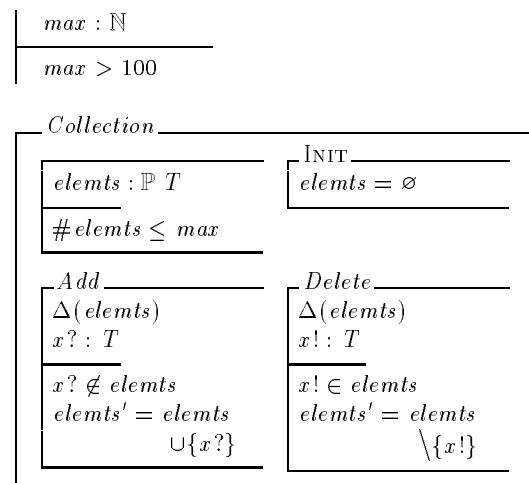 max : ℕ
max > 100
Collection
elemts : ℙ T
# elemts ≤ max
INIT
elemts = ∅
Add
Δ(elemts)
x? : T
x? ∉ elemts
elemts′ = elemts
∪{x?}
Delete
Δ(elemts)
x! : T
x! ∈ elemts
elemts′ = elemts
\{x!}